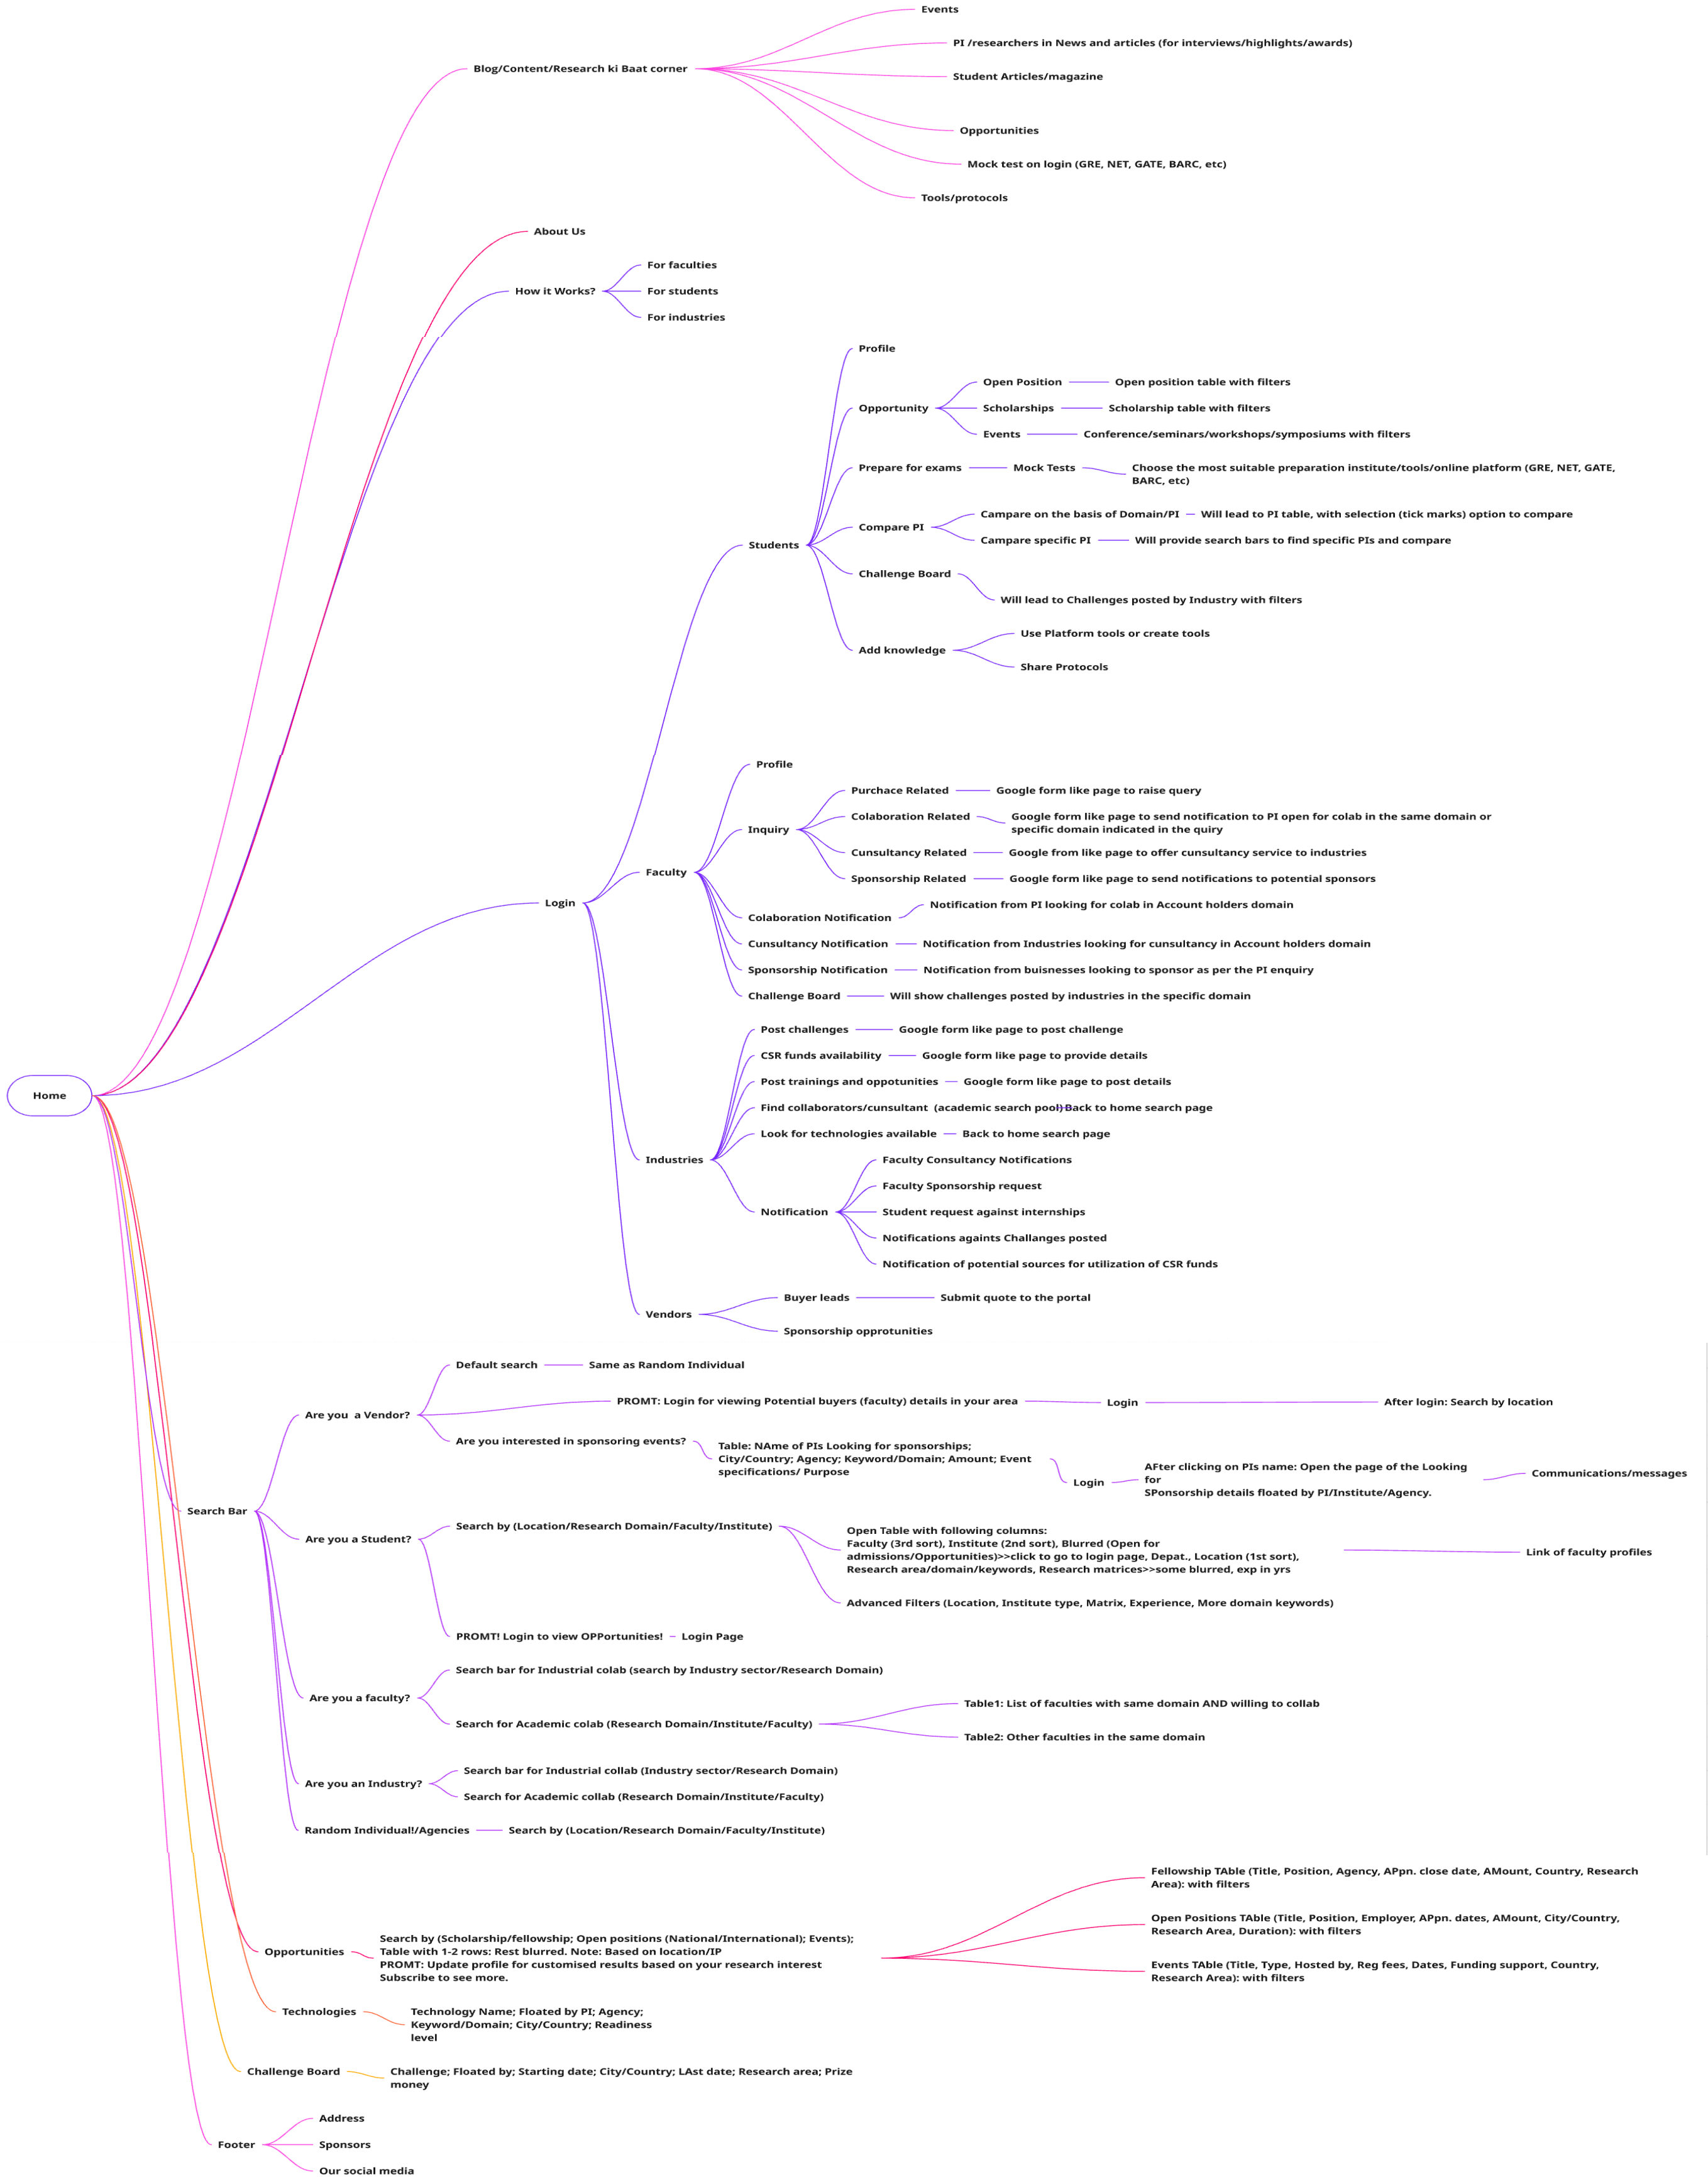 Events
PI /researchers in News and articles (for interviews/highlights/awards)
Blog/Content/Research ki Baat corner
Student Articles/magazine
Opportunities
Mock test on login (GRE, NET, GATE, BARC, etc)
Tools/protocols
About Us
For faculties
How it Works?
For students
For industries
Profile
Open Position
Open position table with filters
Opportunity
Scholarships
Scholarship table with filters
Events
Conference/seminars/workshops/symposiums with filters
Prepare for exams
Mock Tests
Choose the most suitable preparation institute/tools/online platform (GRE, NET, GATE,
BARC, etc)
Campare on the basis of Domain/PI
Will lead to PI table, with selection (tick marks) option to compare
Compare PI
Campare specific PI
Will provide search bars to find specific PIs and compare
Students
Challenge Board
Will lead to Challenges posted by Industry with filters
Add knowledge
Use Platform tools or create tools
Share Protocols
Profile
Purchace Related
Google form like page to raise query
Colaboration Related
Google form like page to send notification to PI open for colab in the same domain or
specific domain indicated in the quiry
Inquiry
Cunsultancy Related
Google from like page to offer cunsultancy service to industries
Sponsorship Related
Google form like page to send notifications to potential sponsors
Faculty
Login
Colaboration Notification
Notification from PI looking for colab in Account holders domain
Cunsultancy Notification
Notification from Industries looking for cunsultancy in Account holders domain
Sponsorship Notification
Notification from buisnesses looking to sponsor as per the PI enquiry
Challenge Board
Will show challenges posted by industries in the specific domain
Post challenges
Google form like page to post challenge
CSR funds availability
Google form like page to provide details
Post trainings and oppotunities
Google form like page to post details
Home
Find collaborators/cunsultant (academic search pool)
Back to home search page
Look for technologies available
Back to home search page
Industries
Faculty Consultancy Notifications
Faculty Sponsorship request
Notification
Student request against internships
Notifications againts Challanges posted
Notification of potential sources for utilization of CSR funds
Vendors
Buyer leads
Submit quote to the portal
Sponsorship opprotunities
Default search
Same as Random Individual
Are you a Vendor?
PROMT: Login for viewing Potential buyers (faculty) details in your area
Login
After login: Search by location
Are you interested in sponsoring events?
Table: NAme of PIs Looking for sponsorships;
City/Country; Agency; Keyword/Domain; Amount; Event
specifications/ Purpose
Login
AFter clicking on PIs name: Open the page of the Looking
for
SPonsorship details floated by PI/Institute/Agency.
Communications/messages
Search Bar
Are you a Student?
Search by (Location/Research Domain/Faculty/Institute)
Open Table with following columns:
Faculty (3rd sort), Institute (2nd sort), Blurred (Open for
admissions/Opportunities)>>click to go to login page, Depat., Location (1st sort),
Research area/domain/keywords, Research matrices>>some blurred, exp in yrs
Link of faculty profiles
Advanced Filters (Location, Institute type, Matrix, Experience, More domain keywords)
PROMT! Login to view OPPortunities!
Login Page
Search bar for Industrial colab (search by Industry sector/Research Domain)
Are you a faculty?
Search for Academic colab (Research Domain/Institute/Faculty)
Table1: List of faculties with same domain AND willing to collab
Table2: Other faculties in the same domain
Search bar for Industrial collab (Industry sector/Research Domain)
Are you an Industry?
Search for Academic collab (Research Domain/Institute/Faculty)
Random Individual!/Agencies
Search by (Location/Research Domain/Faculty/Institute)
Opportunities
Search by (Scholarship/fellowship; Open positions (National/International); Events);
Table with 1-2 rows: Rest blurred. Note: Based on location/IP
PROMT: Update profile for customised results based on your research interest
Subscribe to see more.
Fellowship TAble (Title, Position, Agency, APpn. close date, AMount, Country, Research
Area): with filters
Open Positions TAble (Title, Position, Employer, APpn. dates, AMount, City/Country,
Research Area, Duration): with filters
Events TAble (Title, Type, Hosted by, Reg fees, Dates, Funding support, Country,
Research Area): with filters
Technologies
Technology Name; Floated by PI; Agency;
Keyword/Domain; City/Country; Readiness
level
Challenge Board
Challenge; Floated by; Starting date; City/Country; LAst date; Research area; Prize
money
Footer
Address
Sponsors
Our social media